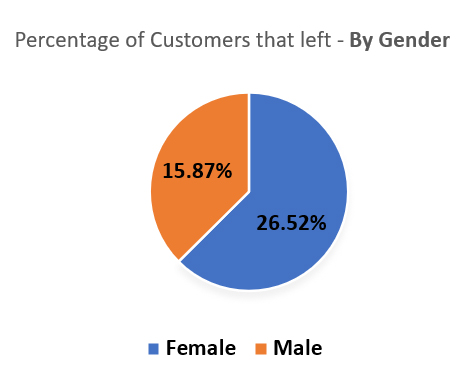 Percentage of Customers that left - By Gender
15.87%
26.52%
Female Male